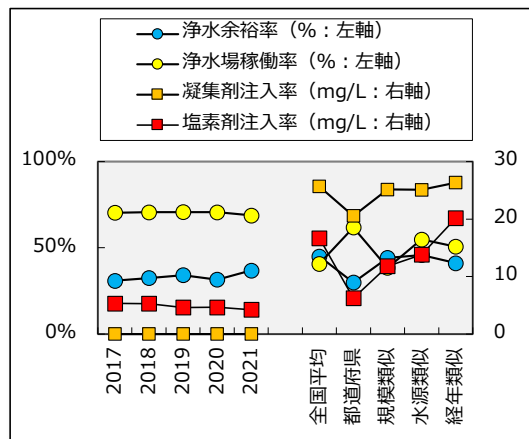 浄水余裕率（%：左軸）
浄水場稼働率（%：左軸）
凝集剤注入率（mg/L：右軸）
塩素剤注入率（mg/L：右軸）
100%
50%
0%
30
20
10
0
2017
2018
2019
2020
2021
全国平均
都道府県
規模類似
水源類似
経年類似